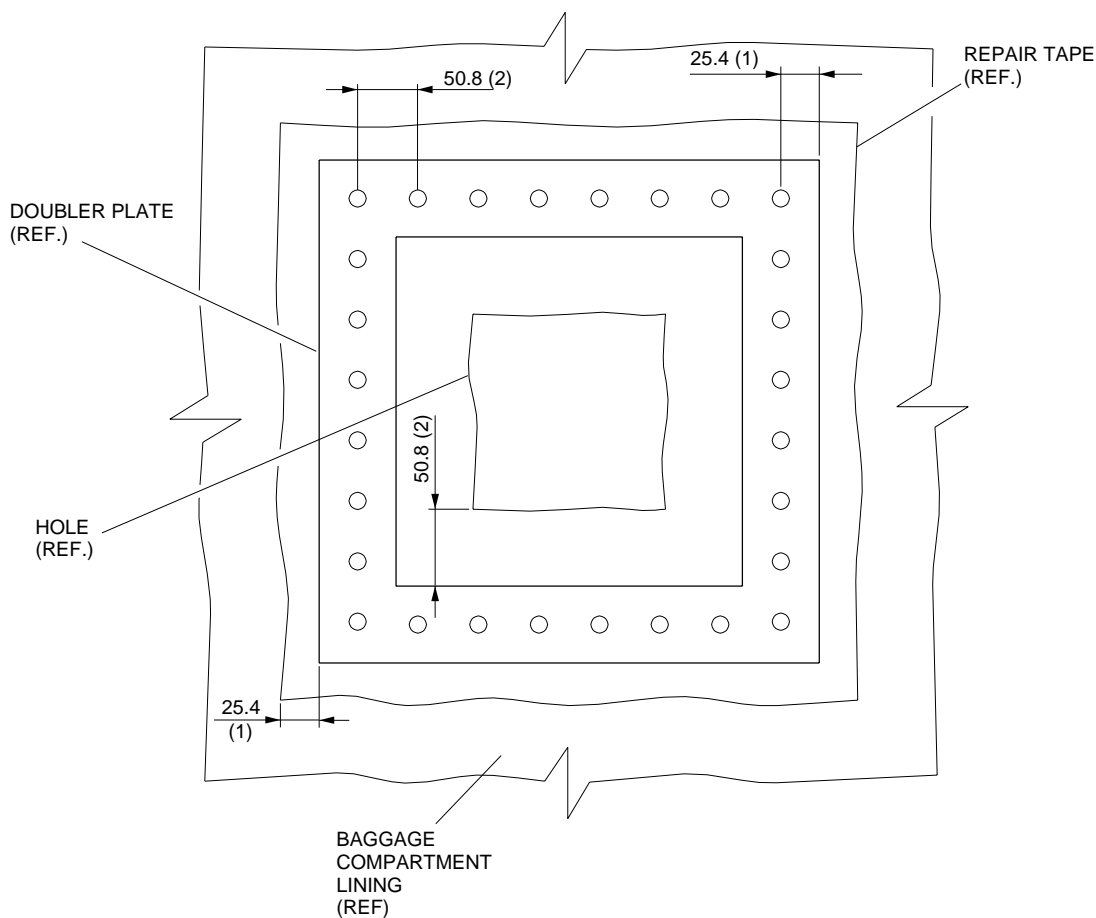 REPAIR TAPE
(REF.)
25.4 (1)
50.8 (2)
DOUBLER PLATE
(REF.)
50.8 (2)
HOLE
(REF.)
25.4
(1)
BAGGAGE
COMPARTMENT
LINING
(REF)